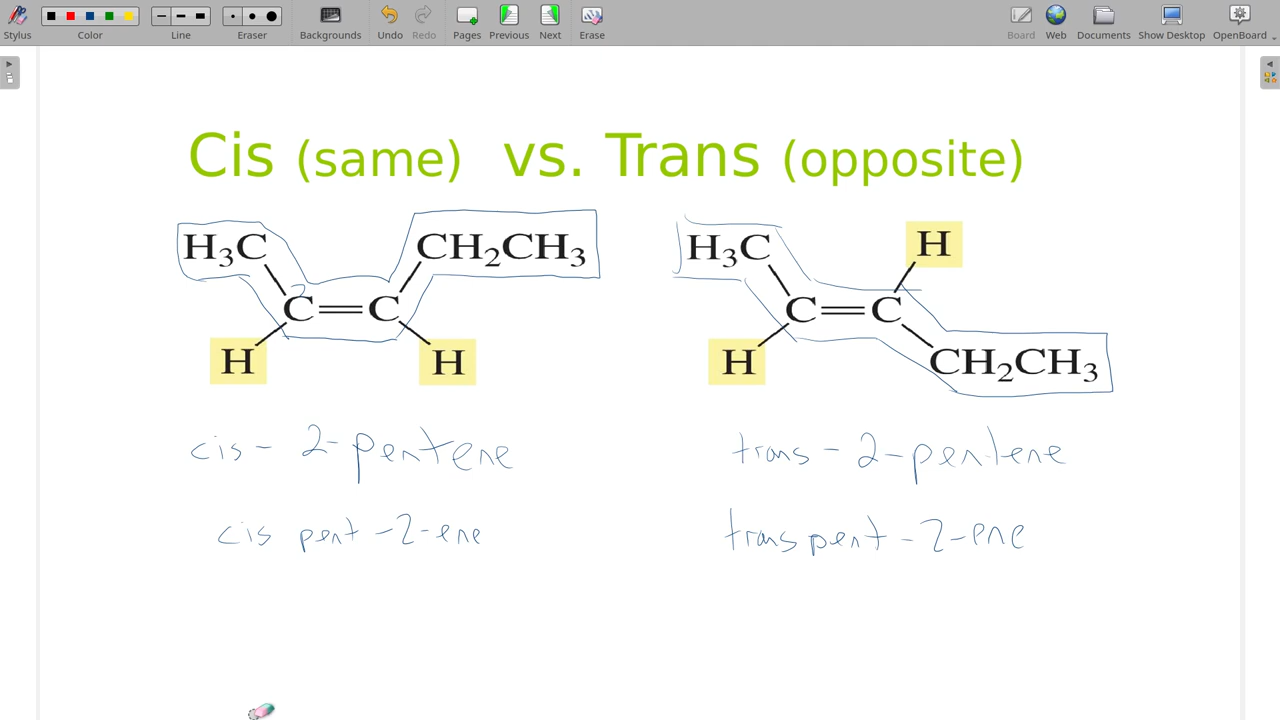 Stylus Color Line Eraser Backgrounds Undo Redo Pages Previous Next Erase Board Web Documents Show Desktop OpenBoard
Cis (same) vs. Trans (opposite)
H₃C CH₂CH₃
2
C=C
H H
H₃C H
C=C
H CH₂CH₃
cis- 2-pentene
trans-2-pentene
cis pent-2-ene
trans pent-2-ene